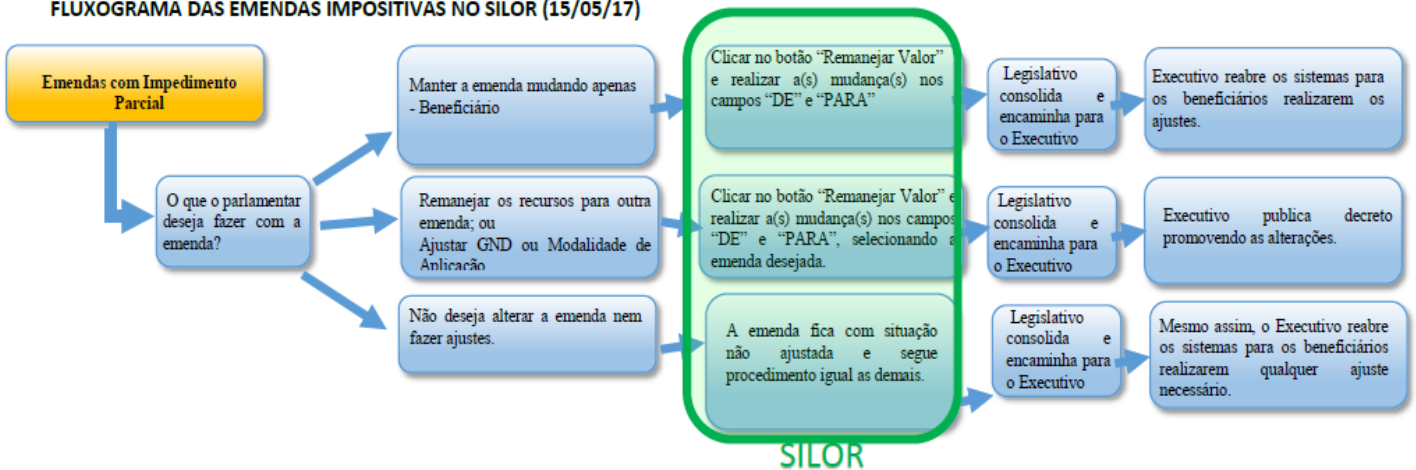 FLUXOGRAMA DAS EMENDAS IMPOSITIVAS NO SILOR (15/05/17)
Emendas com Impedimento
Parcial
O que o parlamentar
deseja fazer com a
emenda?
Manter a emenda mudando apenas
- Beneficiário
Clicar no botão “Remanejar Valor”
e realizar a(s) mudança(s) nos
campos “DE” e “PARA”
Legislativo
consolida e
encaminha para
o Executivo
Executivo reabre os sistemas para
os beneficiários realizarem os
ajustes.
Remanejar os recursos para outra
emenda; ou
Ajustar GND ou Modalidade de
Aplicação
Clicar no botão “Remanejar Valor” e
realizar a(s) mudança(s) nos campos
“DE” e “PARA”, selecionando a
emenda desejada.
Legislativo
consolida e
encaminha para
o Executivo
Executivo publica decreto
promovendo as alterações.
Não deseja alterar a emenda nem
fazer ajustes.
A emenda fica com situação
não ajustada e segue
procedimento igual as demais.
Legislativo
consolida e
encaminha para
o Executivo
Mesmo assim, o Executivo reabre
os sistemas para os beneficiários
realizarem qualquer ajuste
necessário.
SILOR